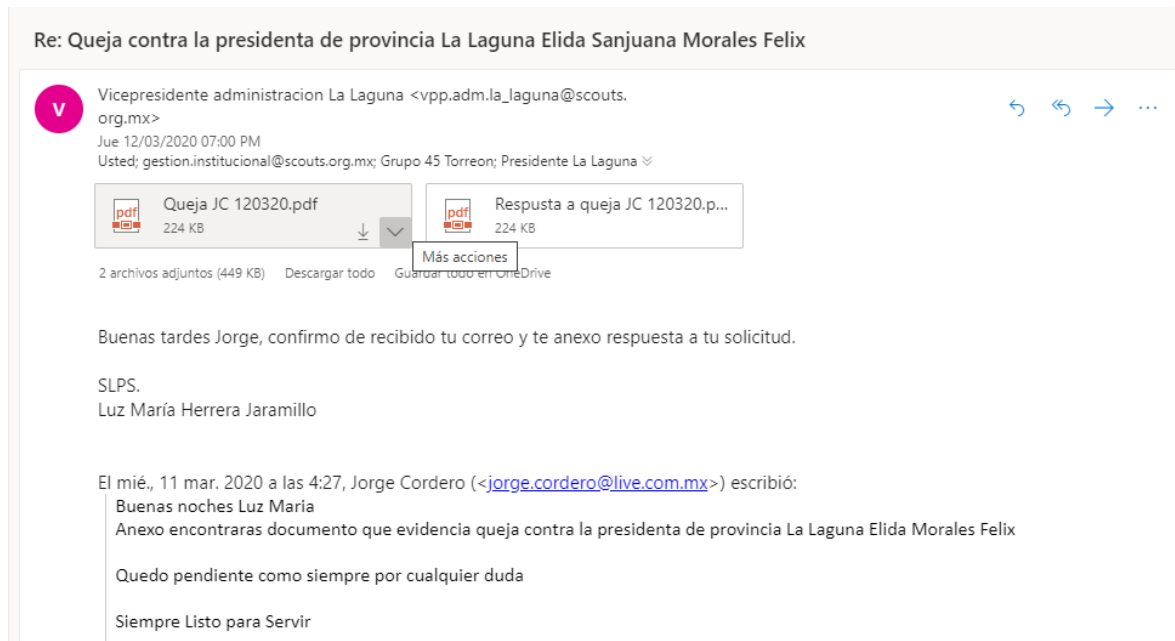 Re: Queja contra la presidenta de provincia La Laguna Elida Sanjuana Morales Felix
V
Vicepresidente administracion La Laguna <vpp.adm.la_laguna@scouts.
org.mx>
Jue 12/03/2020 07:00 PM
Usted; gestion.institucional@scouts.org.mx; Grupo 45 Torreon; Presidente La Laguna
pdf
Queja JC 120320.pdf
224 KB
pdf
Respusta a queja JC 120320.p...
224 KB
Más acciones
2 archivos adjuntos (449 KB) Descargar todo Guardar todo en OneDrive
Buenas tardes Jorge, confirmo de recibido tu correo y te anexo respuesta a tu solicitud.
SLPS.
Luz María Herrera Jaramillo
El mié., 11 mar. 2020 a las 4:27, Jorge Cordero (<jorge.cordero@live.com.mx>) escribió:
Buenas noches Luz Maria
Anexo encontraras documento que evidencia queja contra la presidenta de provincia La Laguna Elida Morales Felix
Quedo pendiente como siempre por cualquier duda
Siempre Listo para Servir